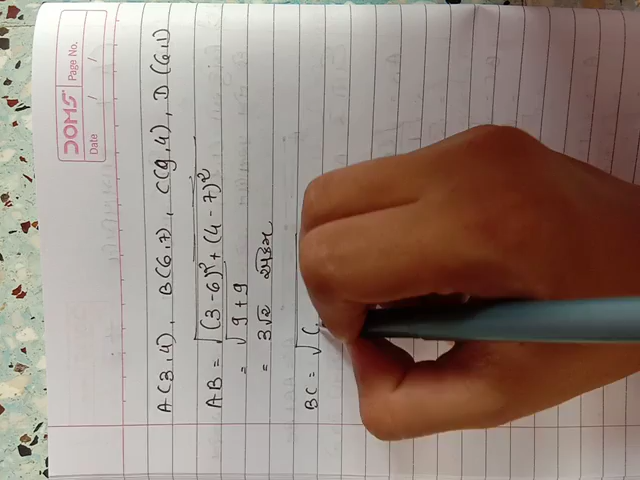 DOMS
Page No.
Date / /
A(3,4), B(6,7), C(9,4), D(6,1)
AB = √(3-6)² + (4-7)²
= √9+9
= 3√2
BC = √(